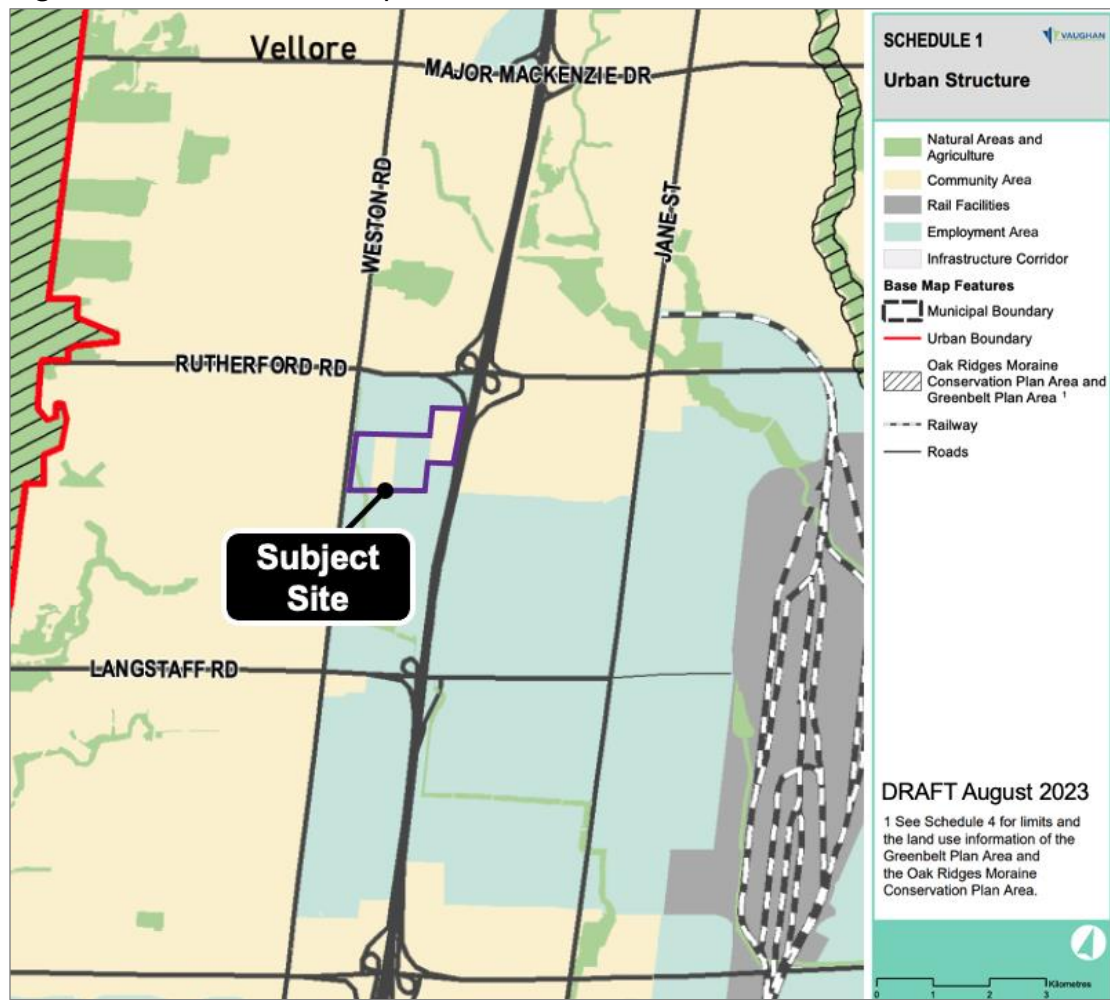 Vellore
MAJOR MACKENZIE DR
WESTON RD
JANE ST
RUTHERFORD RD
Subject
Site
LANGSTAFF RD
SCHEDULE 1
VAUGHAN
Urban Structure
Natural Areas and
Agriculture
Community Area
Rail Facilities
Employment Area
Infrastructure Corridor
Base Map Features
Municipal Boundary
Urban Boundary
Oak Ridges Moraine
Conservation Plan Area and
Greenbelt Plan Area 1
Railway
Roads
DRAFT August 2023
1 See Schedule 4 for limits and
the land use information of the
Greenbelt Plan Area and
the Oak Ridges Moraine
Conservation Plan Area.
Kilometres
0 1 2 3